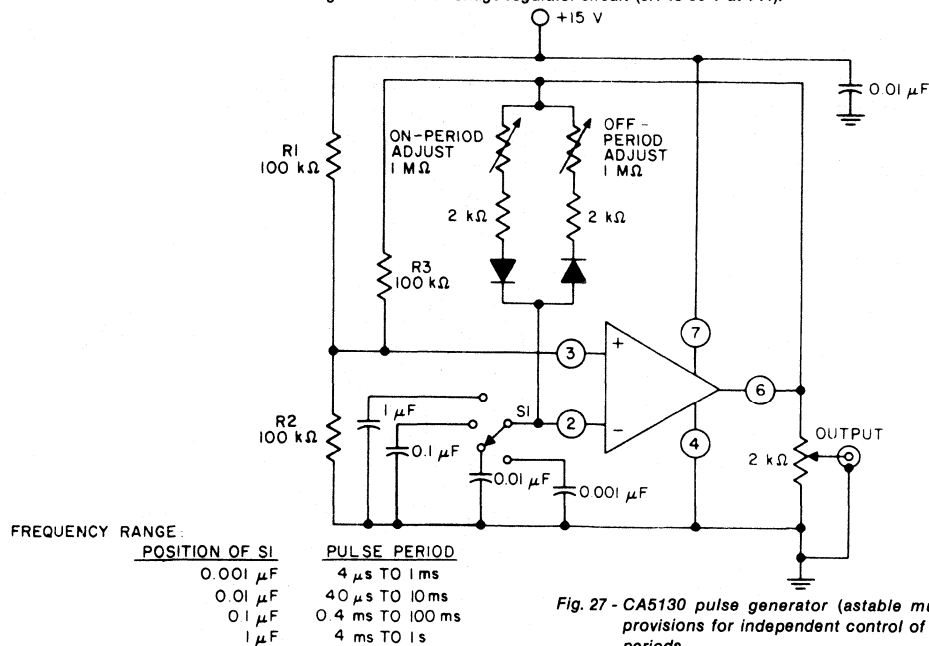 +15 V
0.01 μF
ON-PERIOD
ADJUST
1 MΩ
OFF-
PERIOD
ADJUST
1 MΩ
R1
100 kΩ
2 kΩ
2 kΩ
R3
100 kΩ
7
3
+
6
S1
2
−
4
R2
100 kΩ
1 μF
0.1 μF
0.01 μF
0.001 μF
2 kΩ
OUTPUT
FREQUENCY RANGE:
POSITION OF S1 PULSE PERIOD
0.001 μF 4 μs TO 1 ms
0.01 μF 40 μs TO 10 ms
0.1 μF 0.4 ms TO 100 ms
1 μF 4 ms TO 1 s
Fig. 27 - CA5130 pulse generator (astable mu
provisions for independent control of
periods